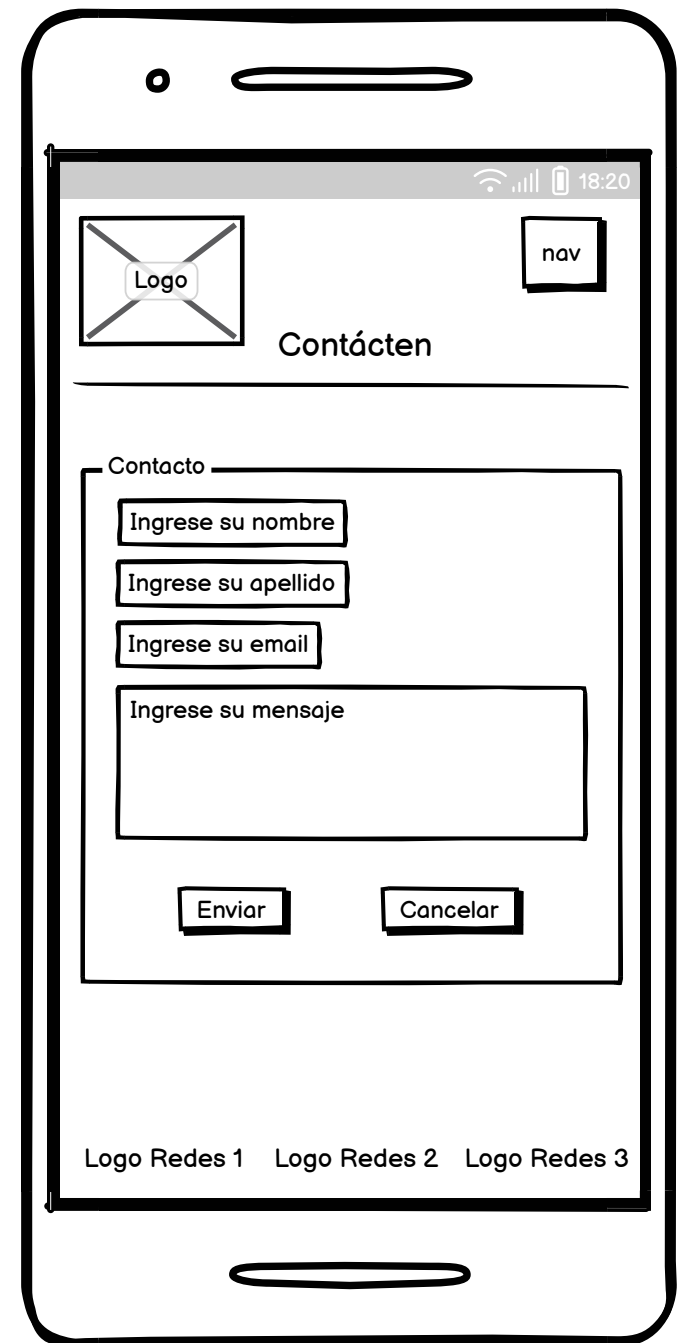 18:20
Logo
nav
Contácten
Contacto
Ingrese su nombre
Ingrese su apellido
Ingrese su email
Ingrese su mensaje
Enviar
Cancelar
Logo Redes 1
Logo Redes 2
Logo Redes 3